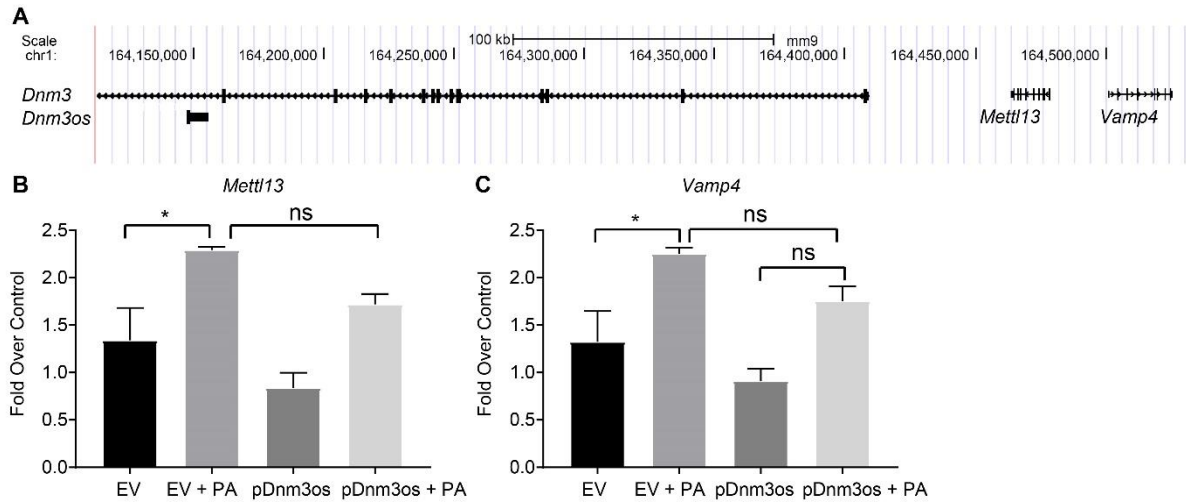 A
Scale 100 kb mm9
chr1: 164,150,000 164,200,000 164,250,000 164,300,000 164,350,000 164,400,000 164,450,000 164,500,000
Dnm3
Dnm3os
Mettl13 Vamp4
B Mettl13
* ns
2.5
2.0
1.5
1.0
0.5
0.0
Fold Over Control
EV EV + PA pDnm3os pDnm3os + PA
C Vamp4
* ns
ns
2.5
2.0
1.5
1.0
0.5
0.0
Fold Over Control
EV EV + PA pDnm3os pDnm3os + PA